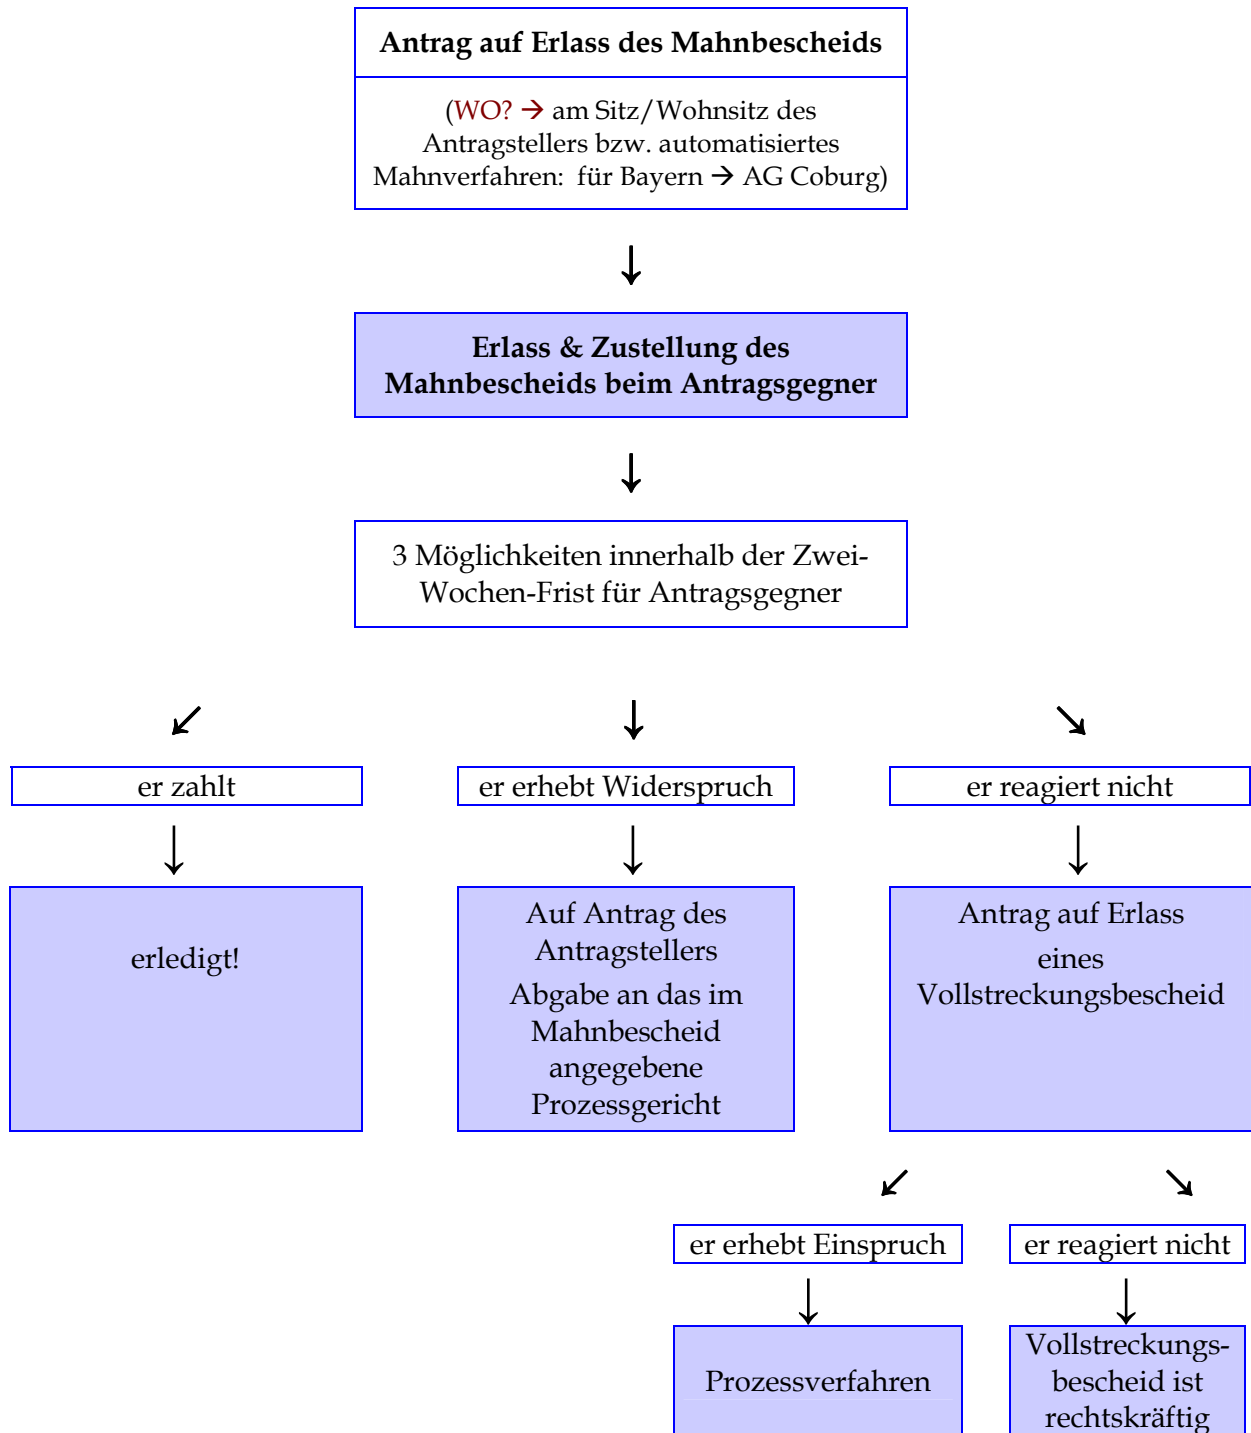 Antrag auf Erlass des Mahnbescheids
(WO? → am Sitz/Wohnsitz des
Antragstellers bzw. automatisiertes
Mahnverfahren: für Bayern → AG Coburg)
Erlass & Zustellung des
Mahnbescheids beim Antragsgegner
3 Möglichkeiten innerhalb der Zwei-
Wochen-Frist für Antragsgegner
er zahlt
er erhebt Widerspruch
er reagiert nicht
erledigt!
Auf Antrag des
Antragstellers
Abgabe an das im
Mahnbescheid
angegebene
Prozessgericht
Antrag auf Erlass
eines
Vollstreckungsbescheid
er erhebt Einspruch
er reagiert nicht
Prozessverfahren
Vollstreckungs-
bescheid ist
rechtskräftig